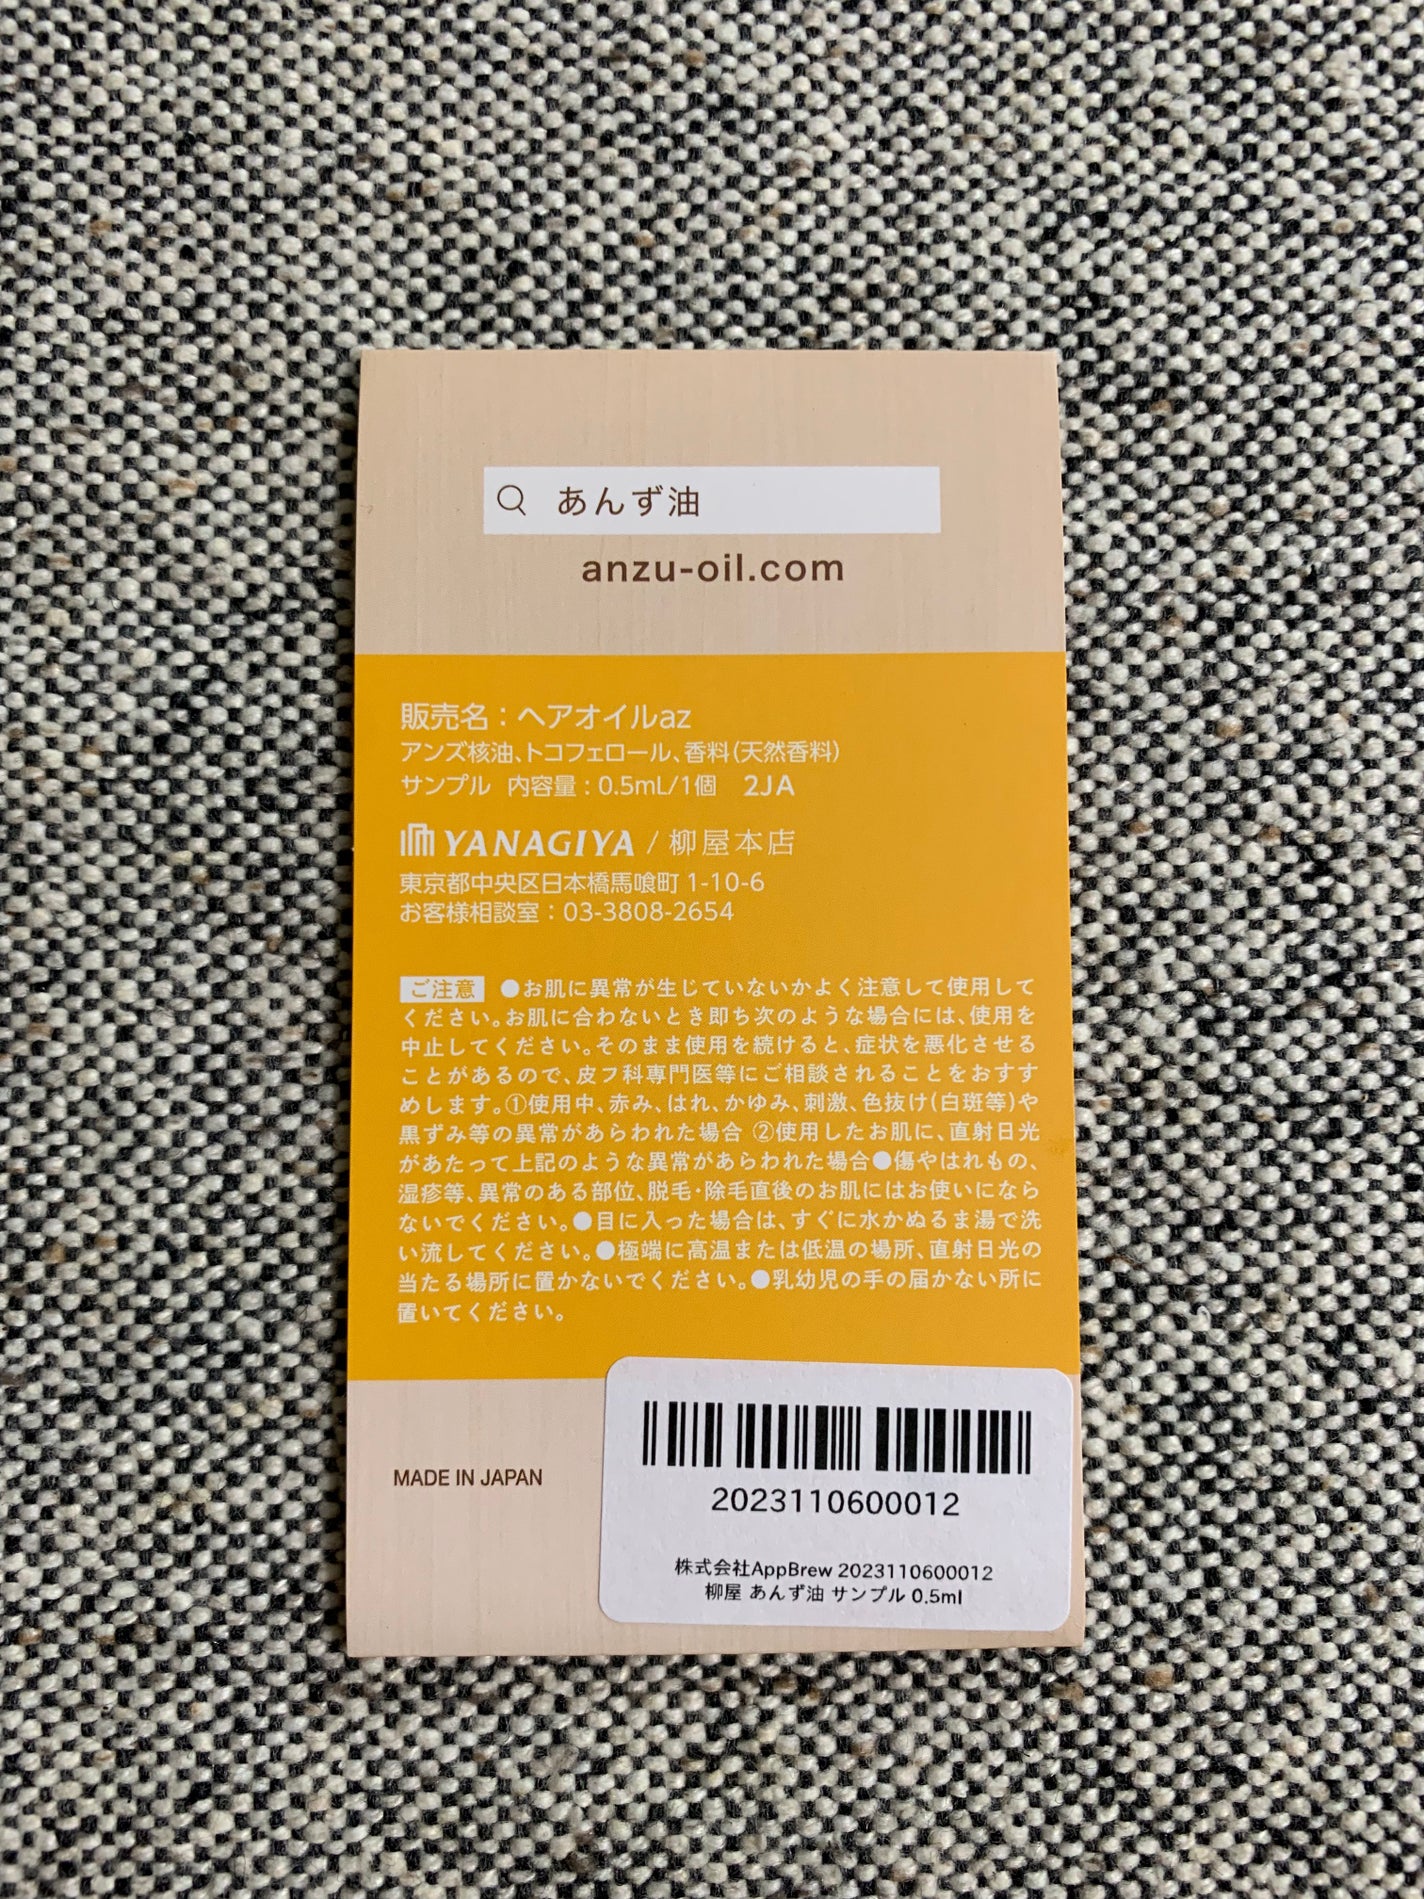 あんず油
anzu-oil.com
販売名：ヘアオイルaz
アンズ核油、トコフェロール、香料(天然香料)
サンプル 内容量：0.5mL/1個 2JA
YANAGIYA / 柳屋本店
東京都中央区日本橋馬喰町 1-10-6
お客様相談室：03-3808-2654
ご注意 ●お肌に異常が生じていないかよく注意して使用して
ください。お肌に合わないとき即ち次のような場合には、使用を
中止してください。そのまま使用を続けると、症状を悪化させる
ことがあるので、皮フ科専門医等にご相談されることをおすす
めします。①使用中、赤み、はれ、かゆみ、刺激、色抜け(白斑等)や
黒ずみ等の異常があらわれた場合 ②使用したお肌に、直射日光
があたって上記のような異常があらわれた場合●傷やはれもの、
湿疹等、異常のある部位、脱毛・除毛直後のお肌にはお使いになら
ないでください。●目に入った場合は、すぐに水かぬるま湯で洗
い流してください。●極端に高温または低温の場所、直射日光の
当たる場所に置かないでください。●乳幼児の手の届かない所に
置いてください。
MADE IN JAPAN
2023110600012
株式会社AppBrew 2023110600012
柳屋 あんず油 サンプル 0.5ml